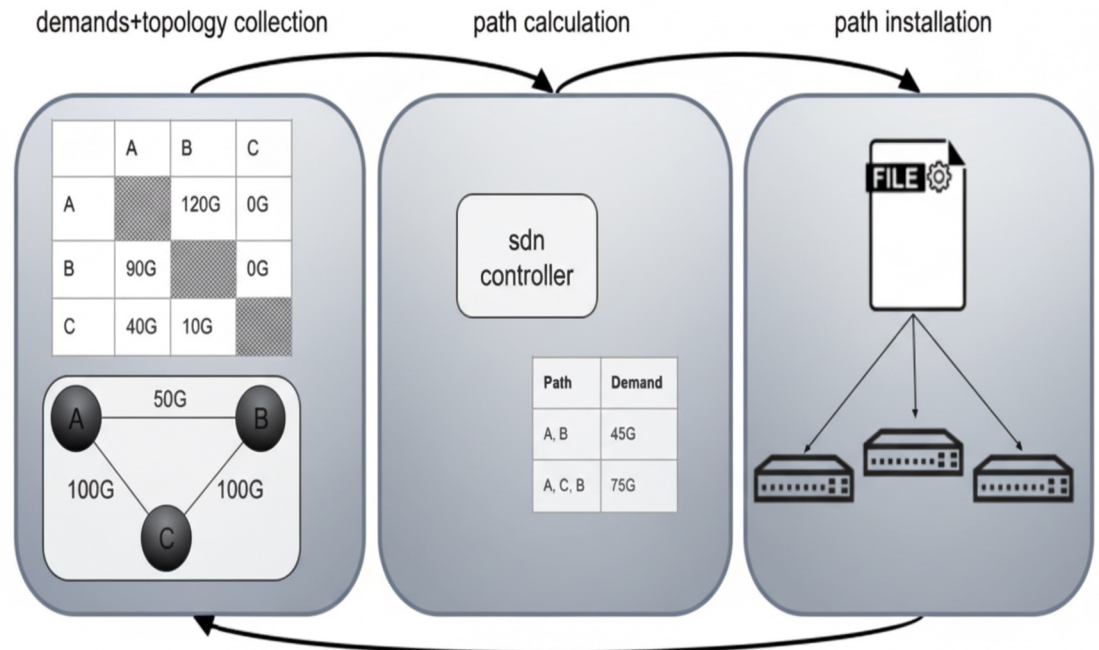 demands+topology collection
path calculation
path installation
A B C
A 120G 0G
B 90G 0G
C 40G 10G
50G
A B
100G 100G
C
sdn
controller
Path Demand
A, B 45G
A, C, B 75G
FILE